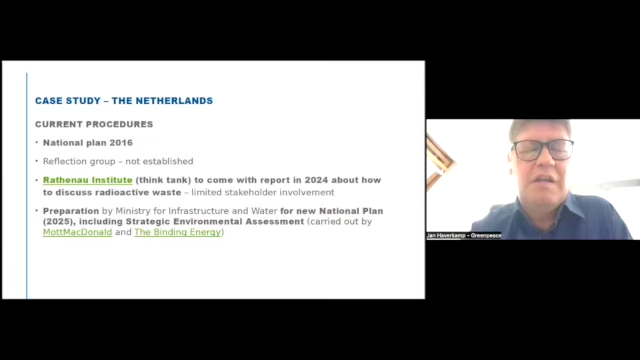 CASE STUDY – THE NETHERLANDS
CURRENT PROCEDURES
• National plan 2016
• Reflection group – not established
• Rathenau Institute (think tank) to come with report in 2024 about how
to discuss radioactive waste – limited stakeholder involvement
• Preparation by Ministry for Infrastructure and Water for new National Plan
(2025), including Strategic Environmental Assessment (carried out by
MottMacDonald and The Binding Energy)
Jan Haverkamp – Greenpeace